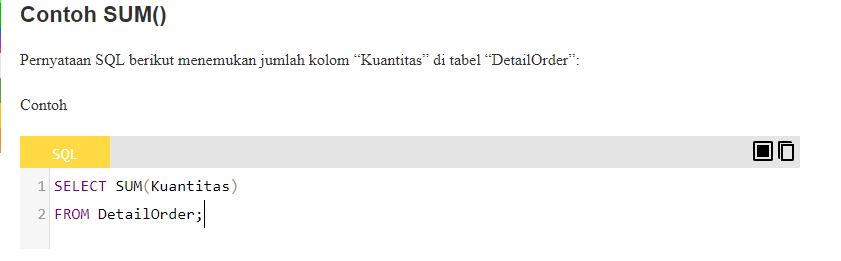 Contoh SUM()
Pernyataan SQL berikut menemukan jumlah kolom “Kuantitas” di tabel “DetailOrder”:
Contoh
SQL
1 SELECT SUM(Kuantitas)
2 FROM DetailOrder;